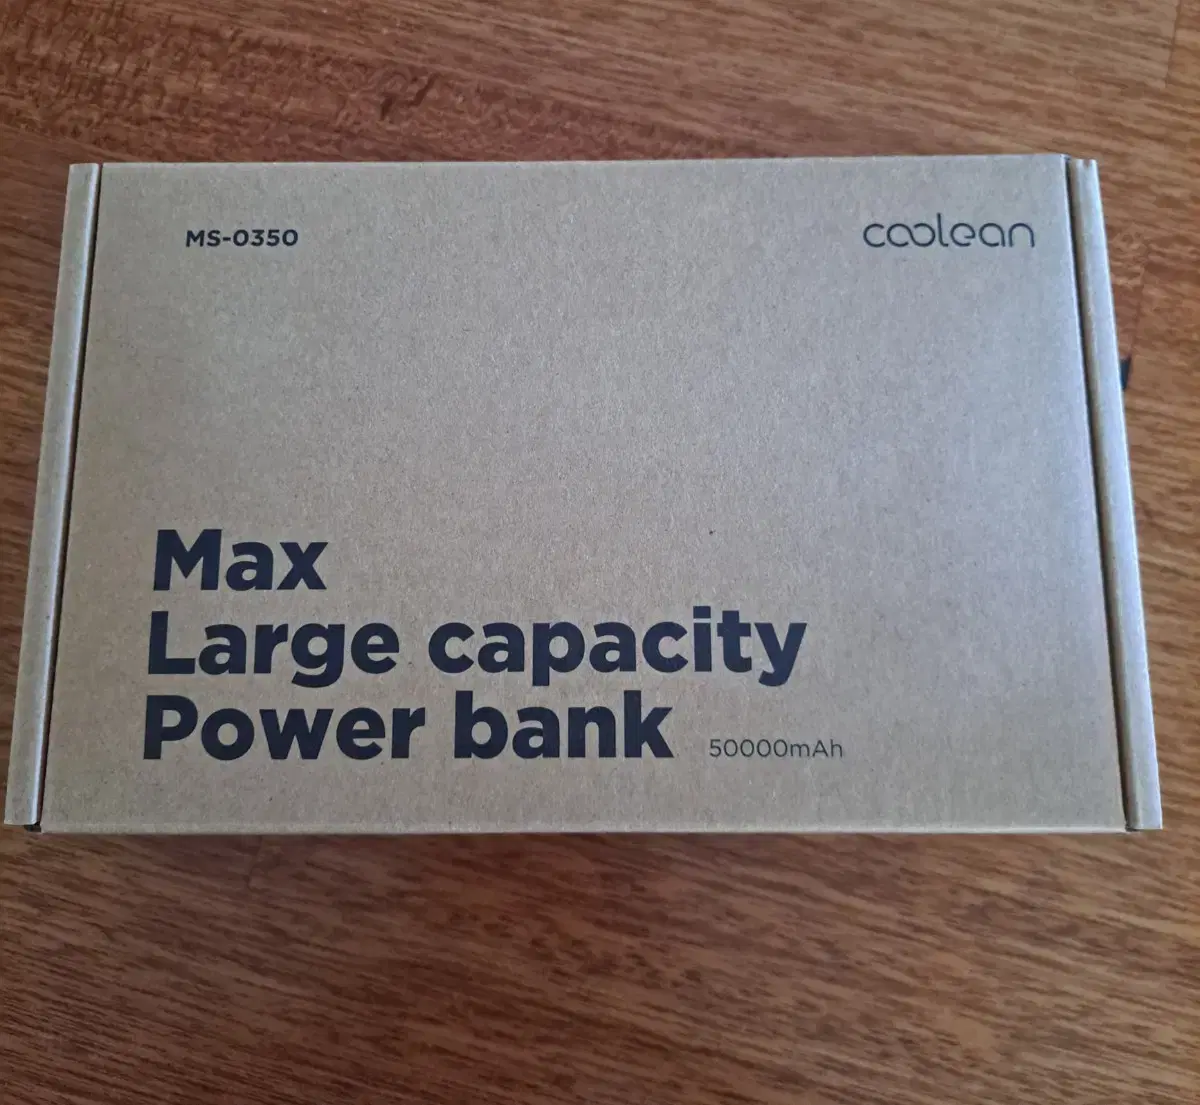 MS-0350
coolean
Max
Large capacity
Power bank 50000mAh